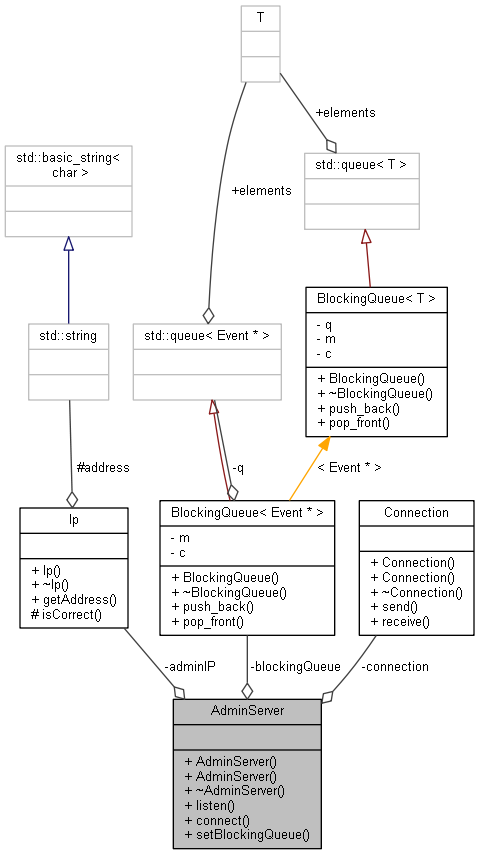 T
+elements
std::basic_string<
char >
std::queue< T >
+elements
BlockingQueue< T >
- q
- m
- c
+ BlockingQueue()
+ ~BlockingQueue()
+ push_back()
+ pop_front()
std::string
std::queue< Event * >
#address
-q
< Event * >
Ip
+ Ip()
+ ~Ip()
+ getAddress()
# isCorrect()
BlockingQueue< Event * >
- m
- c
+ BlockingQueue()
+ ~BlockingQueue()
+ push_back()
+ pop_front()
Connection
+ Connection()
+ Connection()
+ ~Connection()
+ send()
+ receive()
-adminIP
-blockingQueue
-connection
AdminServer
+ AdminServer()
+ AdminServer()
+ ~AdminServer()
+ listen()
+ connect()
+ setBlockingQueue()